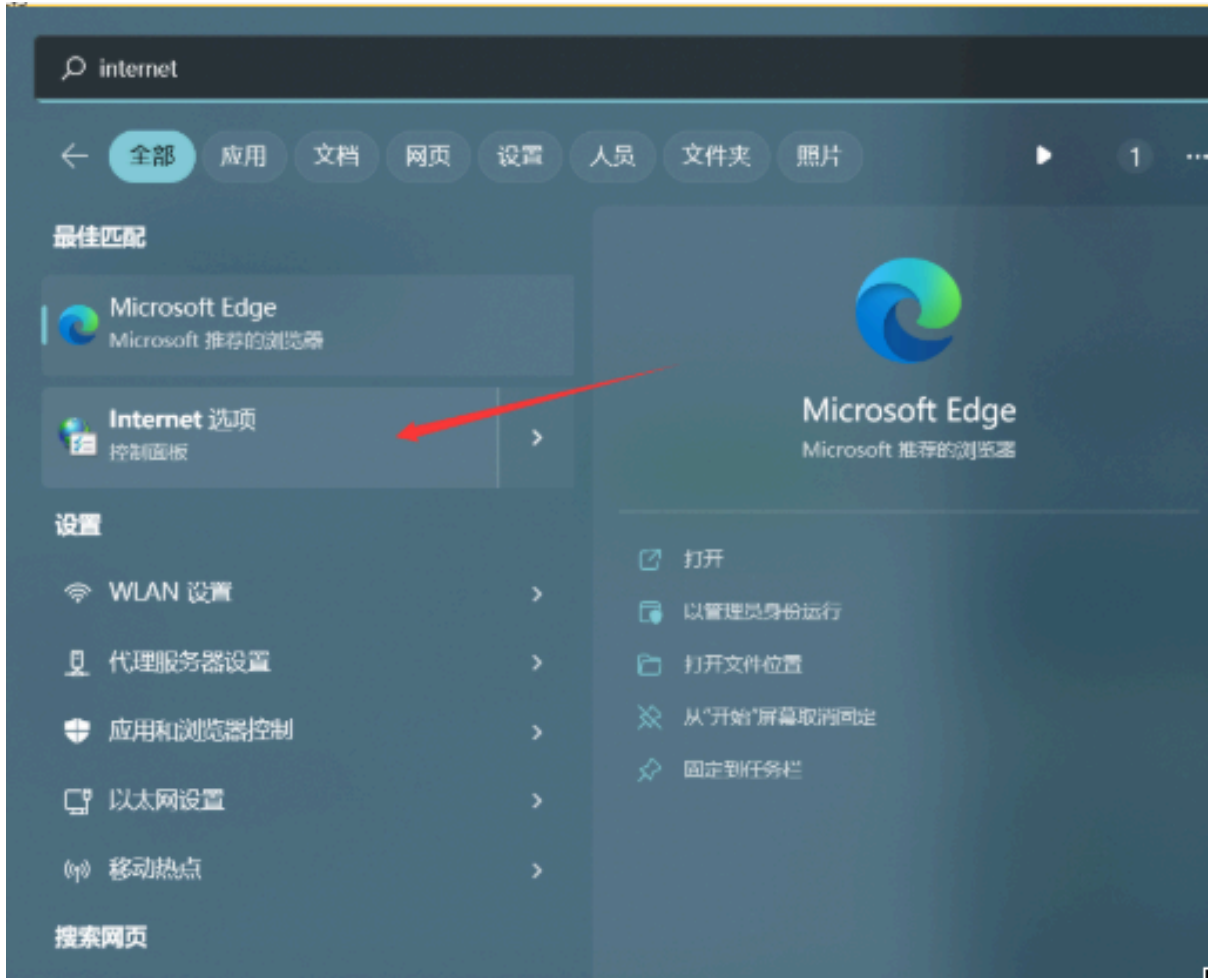 internet
全部 应用 文档 网页 设置 人员 文件夹 照片 1 ...
最佳匹配
Microsoft Edge
Microsoft 推荐的浏览器
Internet 选项
控制面板
设置
WLAN 设置
代理服务器设置
应用和浏览器控制
以太网设置
移动热点
搜索网页
Microsoft Edge
Microsoft 推荐的浏览器
打开
以管理员身份运行
打开文件位置
从"开始"屏幕取消固定
固定到任务栏